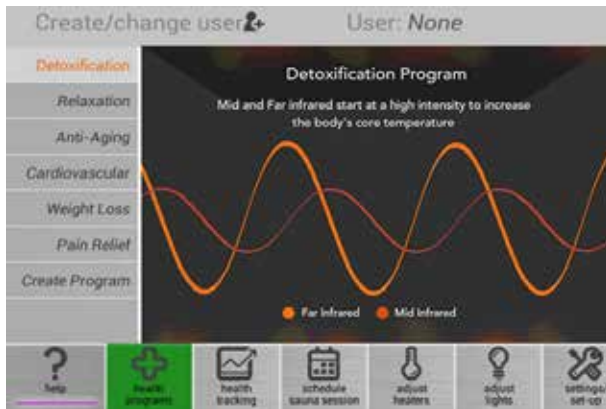 Create/change user
User: None
Detoxification
Relaxation
Anti-Aging
Cardiovascular
Weight Loss
Pain Relief
Create Program
Detoxification Program
Mid and Far infrared start at a high intensity to increase
the body's core temperature
Far Infrared
Mid Infrared
help
health
programs
health
tracking
schedule
sauna session
adjust
heaters
adjust
lights
settings/
set-up